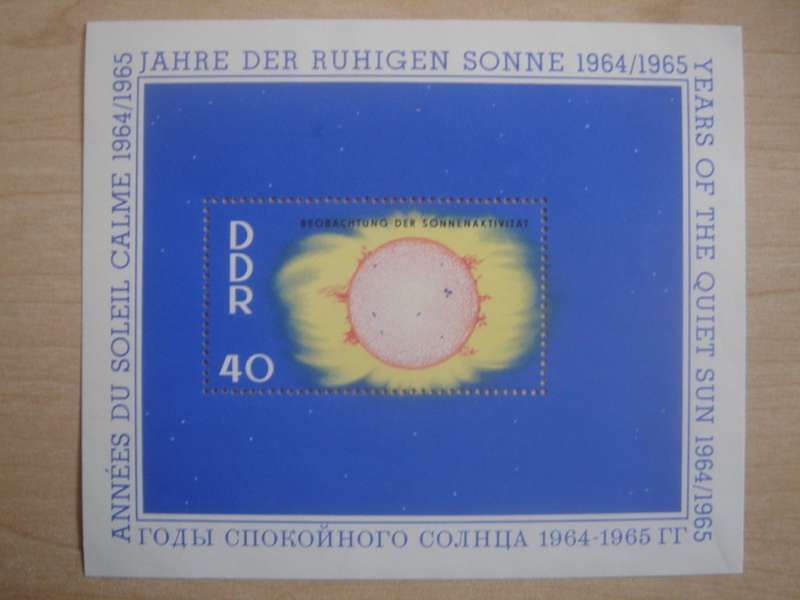 JAHRE DER RUHIGEN SONNE 1964/1965
YEARS OF THE QUIET SUN 1964/1965
ANNÉES DU SOLEIL CALME 1964/1965
BEOBACHTUNG DER SONNENAKTIVITÄT
D
D
R
40
ГОДЫ СПОКОЙНОГО СОЛНЦА 1964-1965 ГГ